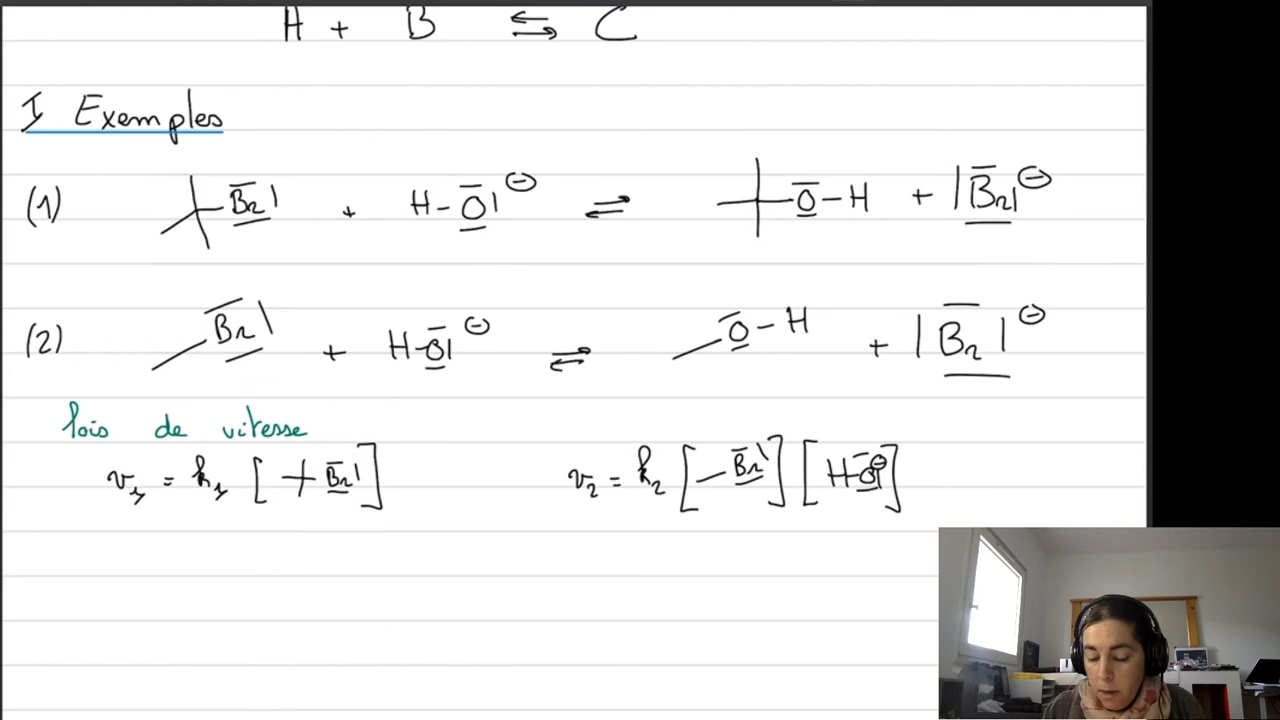 H + B ⇆ C
I Exemples
(1) +Br| + H-O|⊖ ⇌ +O-H + |Br|⊖
(2) —Br| + H-O|⊖ ⇌ —O-H + |Br|⊖
lois de vitesse
v₁ = k₁ [+Br|] v₂ = k₂ [—Br|] [H-O|⊖]